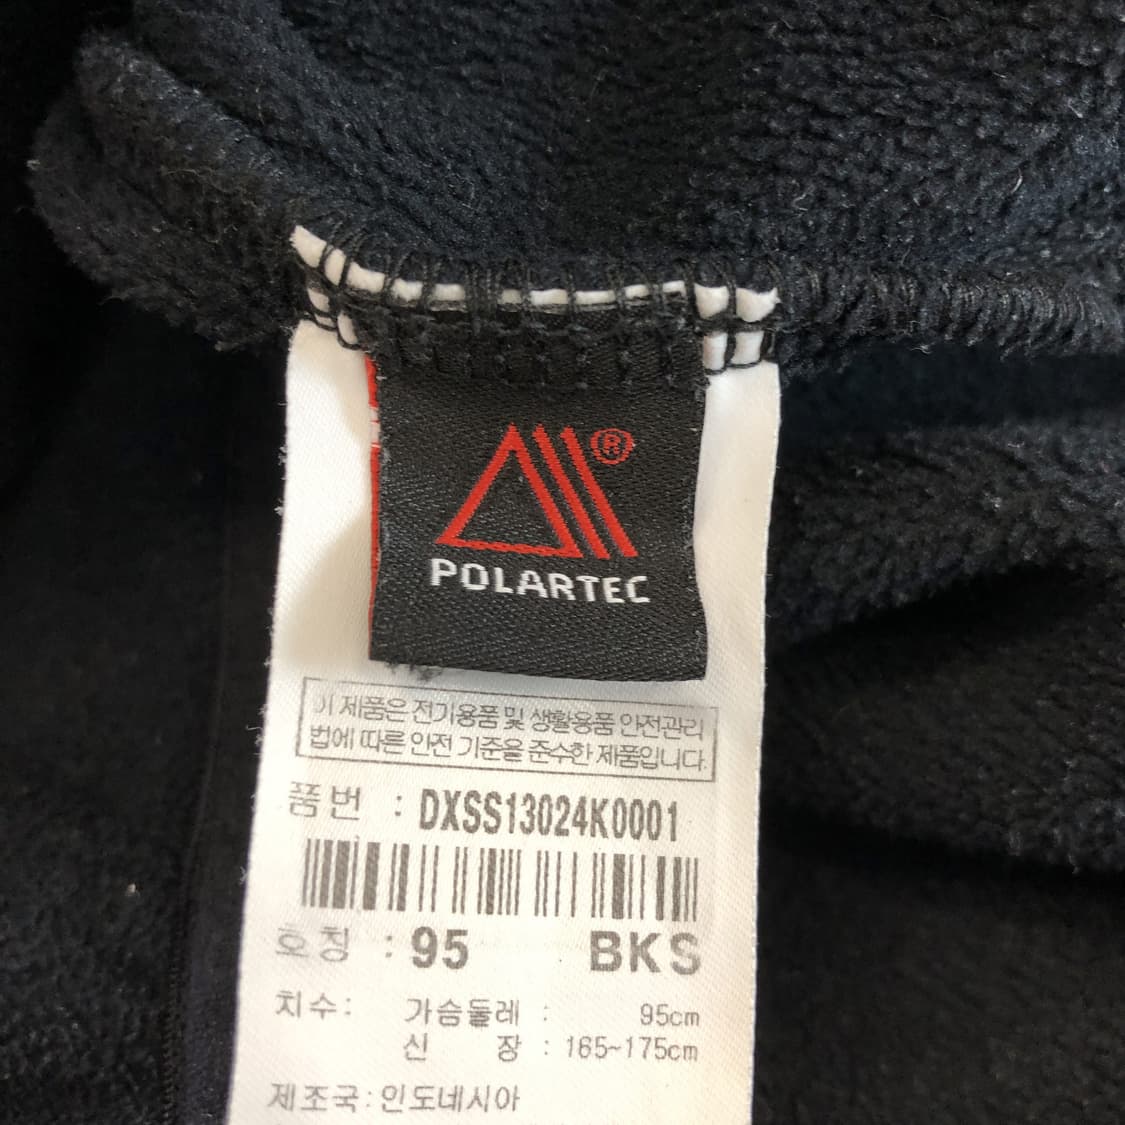 ®
POLARTEC
이 제품은 전기용품 및 생활용품 안전관리
법에 따른 안전 기준을 준수한 제품입니다.
품번 : DXSS13024K0001
호칭 : 95 BKS
치수: 가슴둘레 : 95cm
신 장 : 165~175cm
제조국:인도네시아